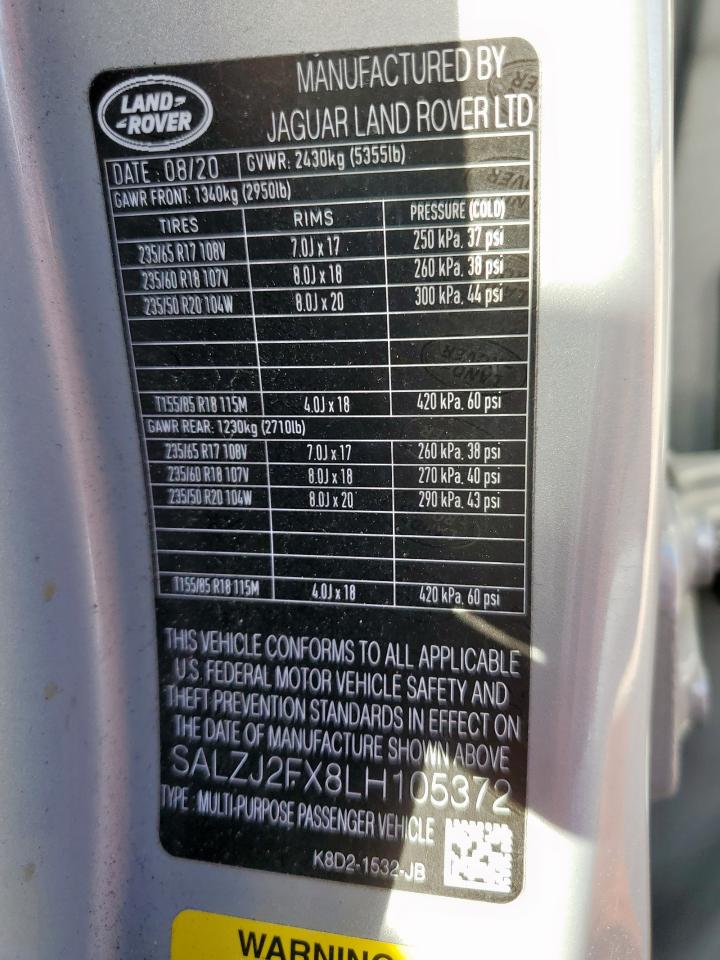 LAND-
-ROVER
MANUFACTURED BY
JAGUAR LAND ROVER LTD
DATE : 08/20 GVWR: 2430kg (5355lb)
GAWR FRONT: 1340kg (2950lb)
TIRES RIMS PRESSURE (COLD)
235/65 R17 108V 7.0J x 17 250 kPa, 37 psi
235/60 R18 107V 8.0J x 18 260 kPa, 38 psi
235/50 R20 104W 8.0J x 20 300 kPa, 44 psi
T155/85 R18 115M 4.0J x 18 420 kPa, 60 psi
GAWR REAR: 1230kg (2710lb)
235/65 R17 108V 7.0J x 17 260 kPa, 38 psi
235/60 R18 107V 8.0J x 18 270 kPa, 40 psi
235/50 R20 104W 8.0J x 20 290 kPa, 43 psi
T155/85 R18 115M 4.0J x 18 420 kPa, 60 psi
THIS VEHICLE CONFORMS TO ALL APPLICABLE
U.S. FEDERAL MOTOR VEHICLE SAFETY AND
THEFT PREVENTION STANDARDS IN EFFECT ON
THE DATE OF MANUFACTURE SHOWN ABOVE
SALZJ2FX8LH105372
TYPE : MULTI-PURPOSE PASSENGER VEHICLE
K8D2-1532-JB
WARNING